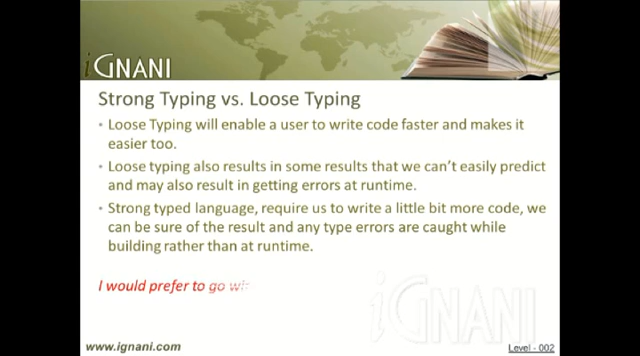 iGNANI
Strong Typing vs. Loose Typing
• Loose Typing will enable a user to write code faster and makes it
easier too.
• Loose typing also results in some results that we can't easily predict
and may also result in getting errors at runtime.
• Strong typed language, require us to write a little bit more code, we
can be sure of the result and any type errors are caught while
building rather than at runtime.
I would prefer to go
iGNANI
www.ignani.com
Level - 002